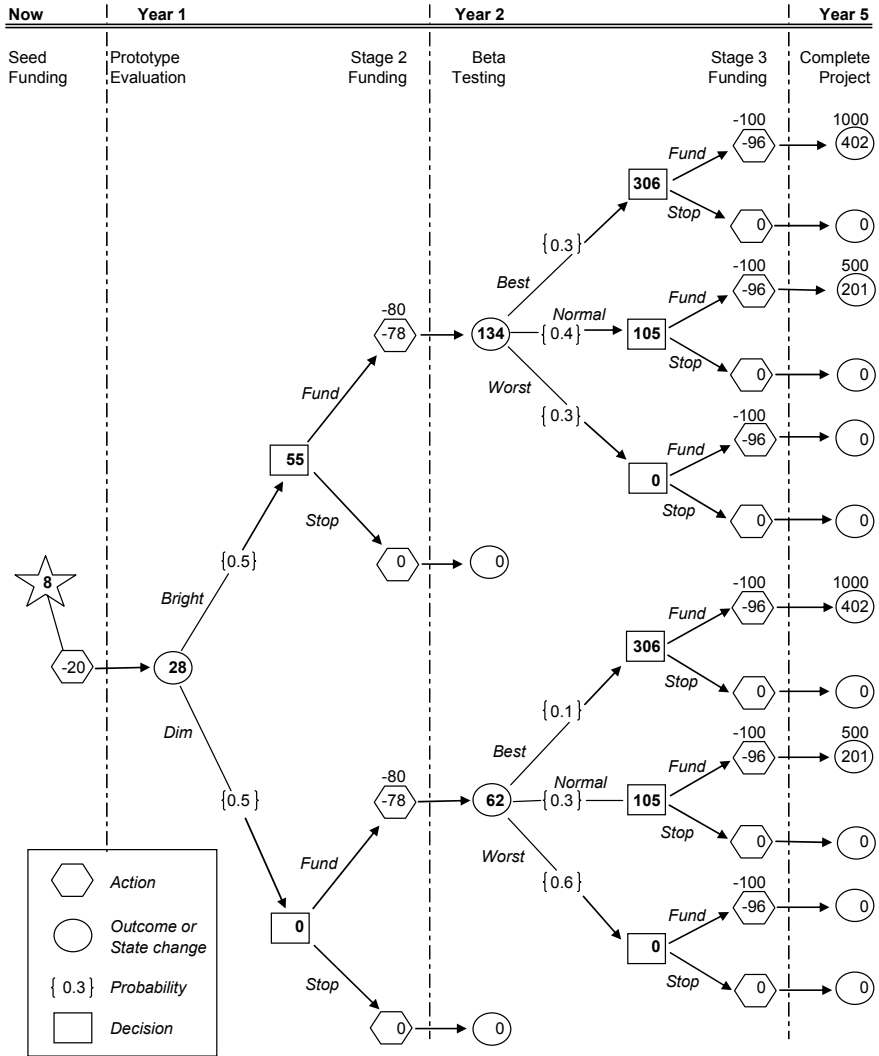 Now Year 1 Year 2 Year 5
Seed Prototype Stage 2 Beta Stage 3 Complete
Funding Evaluation Funding Testing Funding Project
-100 1000
Fund -96 402
306
Stop 0 0
{0.3}
Best
-100 500
Fund -96 201
-80
-78 134 Normal {0.4} 105
Stop 0 0
Worst
Fund
{0.3}
-100
Fund -96 0
55
0
Stop 0 0
Stop
{0.5} 0 0
8
Bright
-100 1000
Fund -96 402
306
-20 28
Stop 0 0
{0.1}
Dim
Best
-100 500
Fund -96 201
-80
{0.5} -78 62 Normal {0.3} 105
Stop 0 0
Worst
Fund
{0.6}
-100
Fund -96 0
0
0
Stop 0 0
Stop
0 0
Action
Outcome or
State change
{ 0.3 } Probability
Decision